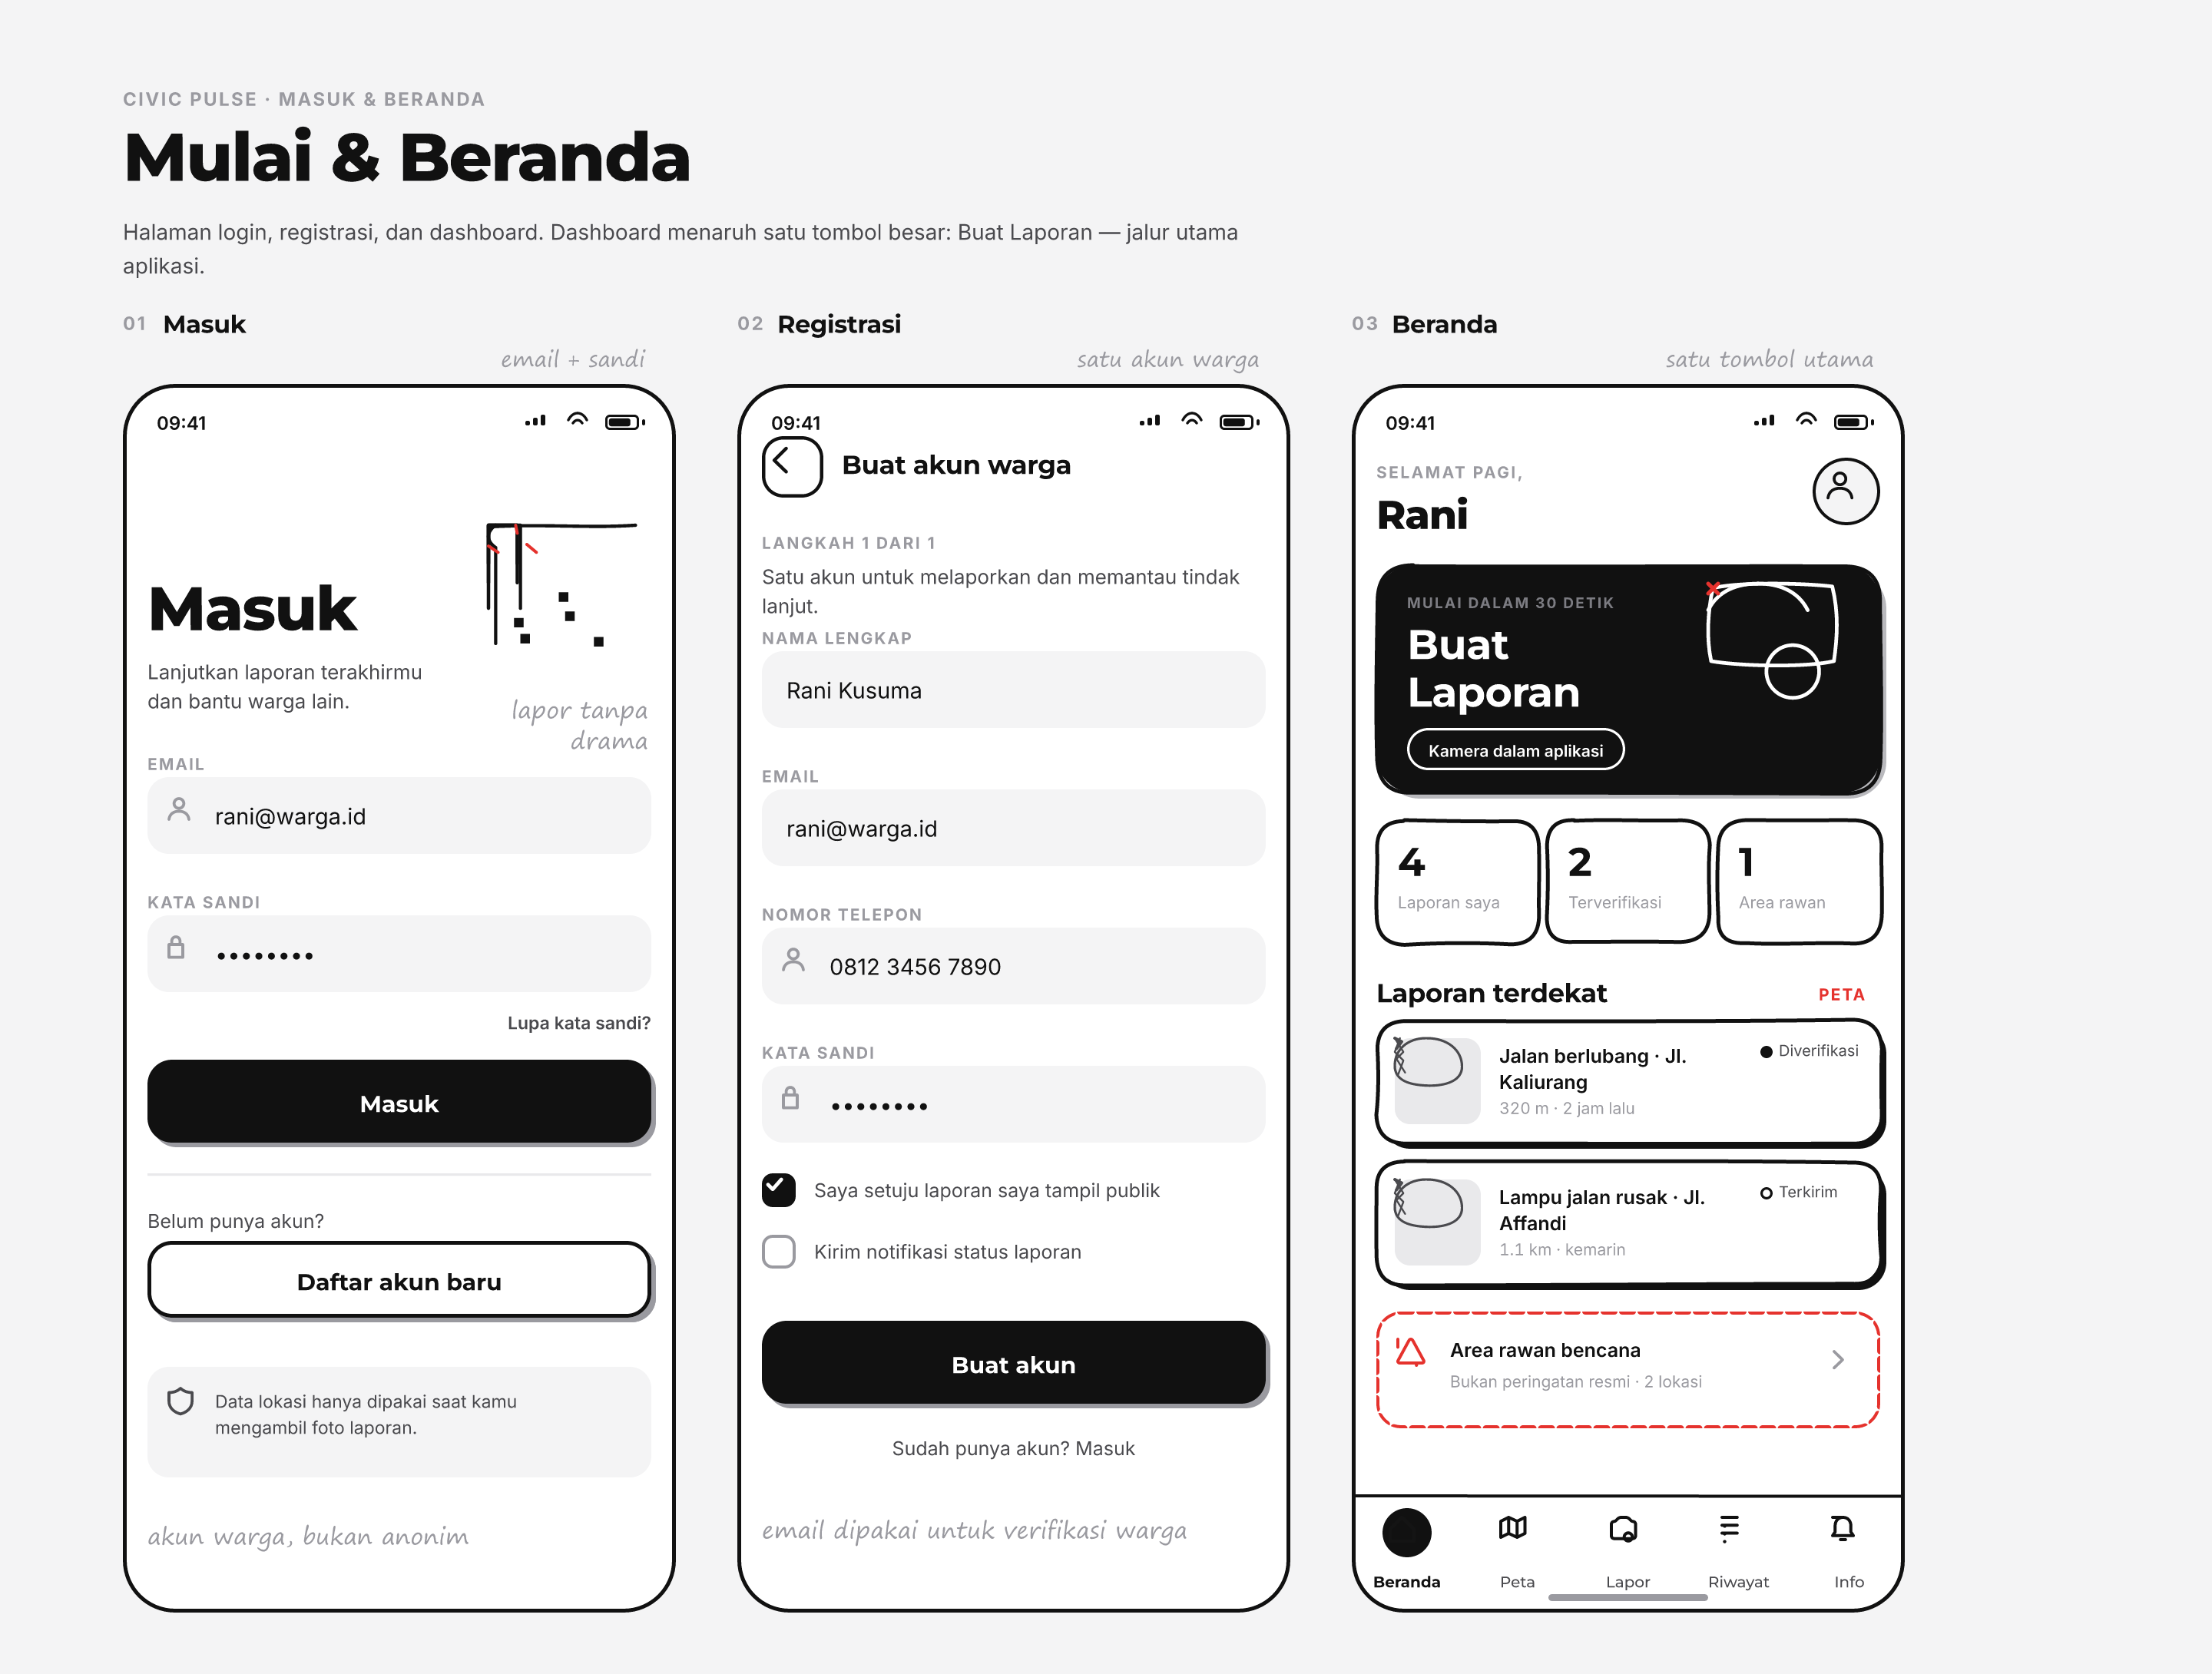 CIVIC PULSE · MASUK & BERANDA
Mulai & Beranda
Halaman login, registrasi, dan dashboard. Dashboard menaruh satu tombol besar: Buat Laporan — jalur utama
aplikasi.
01 Masuk
email + sandi
09:41
Masuk
Lanjutkan laporan terakhirmu
dan bantu warga lain.
lapor tanpa
drama
EMAIL
rani@warga.id
KATA SANDI
••••••••
Lupa kata sandi?
Masuk
Belum punya akun?
Daftar akun baru
Data lokasi hanya dipakai saat kamu
mengambil foto laporan.
akun warga, bukan anonim
02 Registrasi
satu akun warga
09:41
Buat akun warga
LANGKAH 1 DARI 1
Satu akun untuk melaporkan dan memantau tindak
lanjut.
NAMA LENGKAP
Rani Kusuma
EMAIL
rani@warga.id
NOMOR TELEPON
0812 3456 7890
KATA SANDI
••••••••
Saya setuju laporan saya tampil publik
Kirim notifikasi status laporan
Buat akun
Sudah punya akun? Masuk
email dipakai untuk verifikasi warga
03 Beranda
satu tombol utama
09:41
SELAMAT PAGI,
Rani
MULAI DALAM 30 DETIK
Buat
Laporan
Kamera dalam aplikasi
4
Laporan saya
2
Terverifikasi
1
Area rawan
Laporan terdekat
PETA
Jalan berlubang · Jl.
Kaliurang
320 m · 2 jam lalu
Diverifikasi
Lampu jalan rusak · Jl.
Affandi
1.1 km · kemarin
Terkirim
Area rawan bencana
Bukan peringatan resmi · 2 lokasi
Beranda
Peta
Lapor
Riwayat
Info